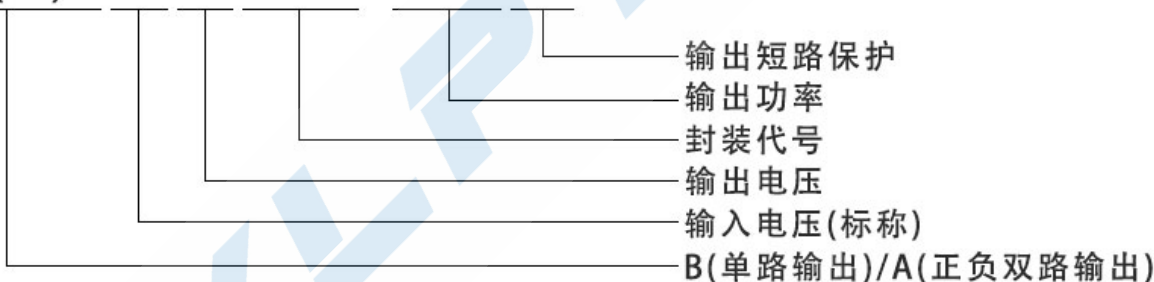 输出短路保护
输出功率
封装代号
输出电压
输入电压(标称)
B(单路输出)/A(正负双路输出)